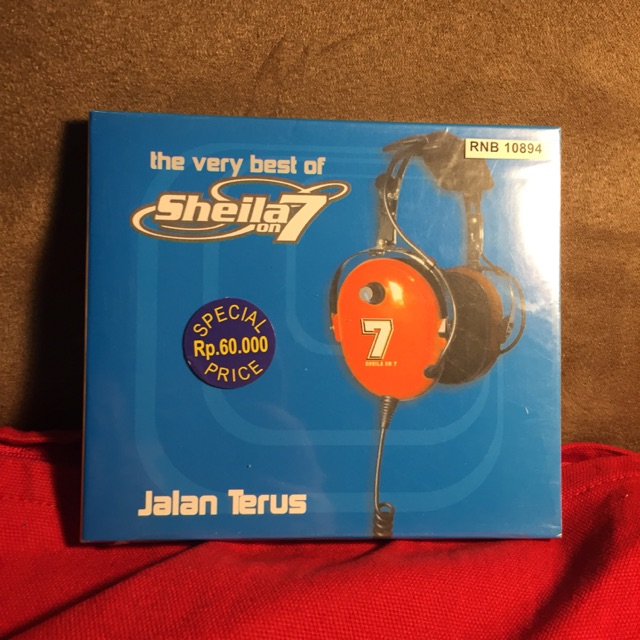 RNB 10894
the very best of
Sheila
on 7
SPECIAL
Rp.60.000
PRICE
7
SHEILA ON 7
Jalan Terus